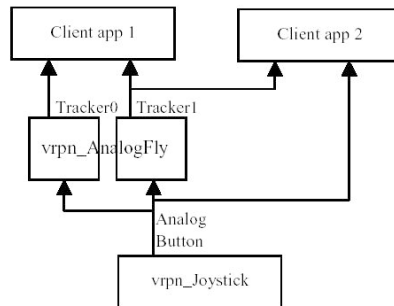 Client app 1
Client app 2
Tracker0
Tracker1
vrpn_AnalogFly
Analog
Button
vrpn_Joystick